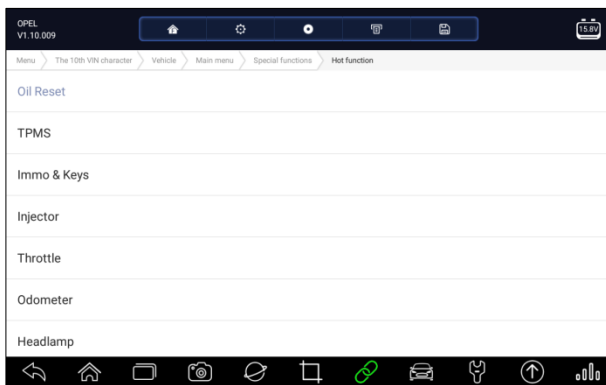 OPEL
V1.10.009
15.8V
Menu The 10th VIN character Vehicle Main menu Special functions Hot function
Oil Reset
TPMS
Immo & Keys
Injector
Throttle
Odometer
Headlamp